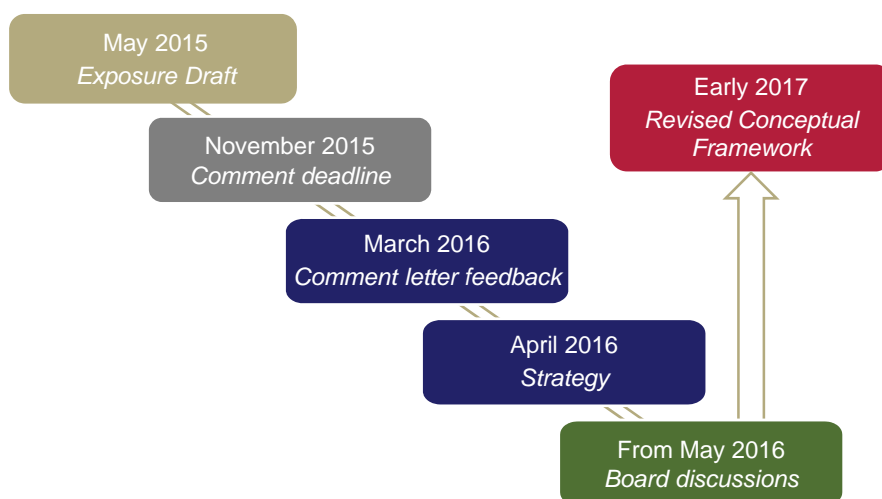 May 2015
Exposure Draft
November 2015
Comment deadline
March 2016
Comment letter feedback
April 2016
Strategy
From May 2016
Board discussions
Early 2017
Revised Conceptual
Framework